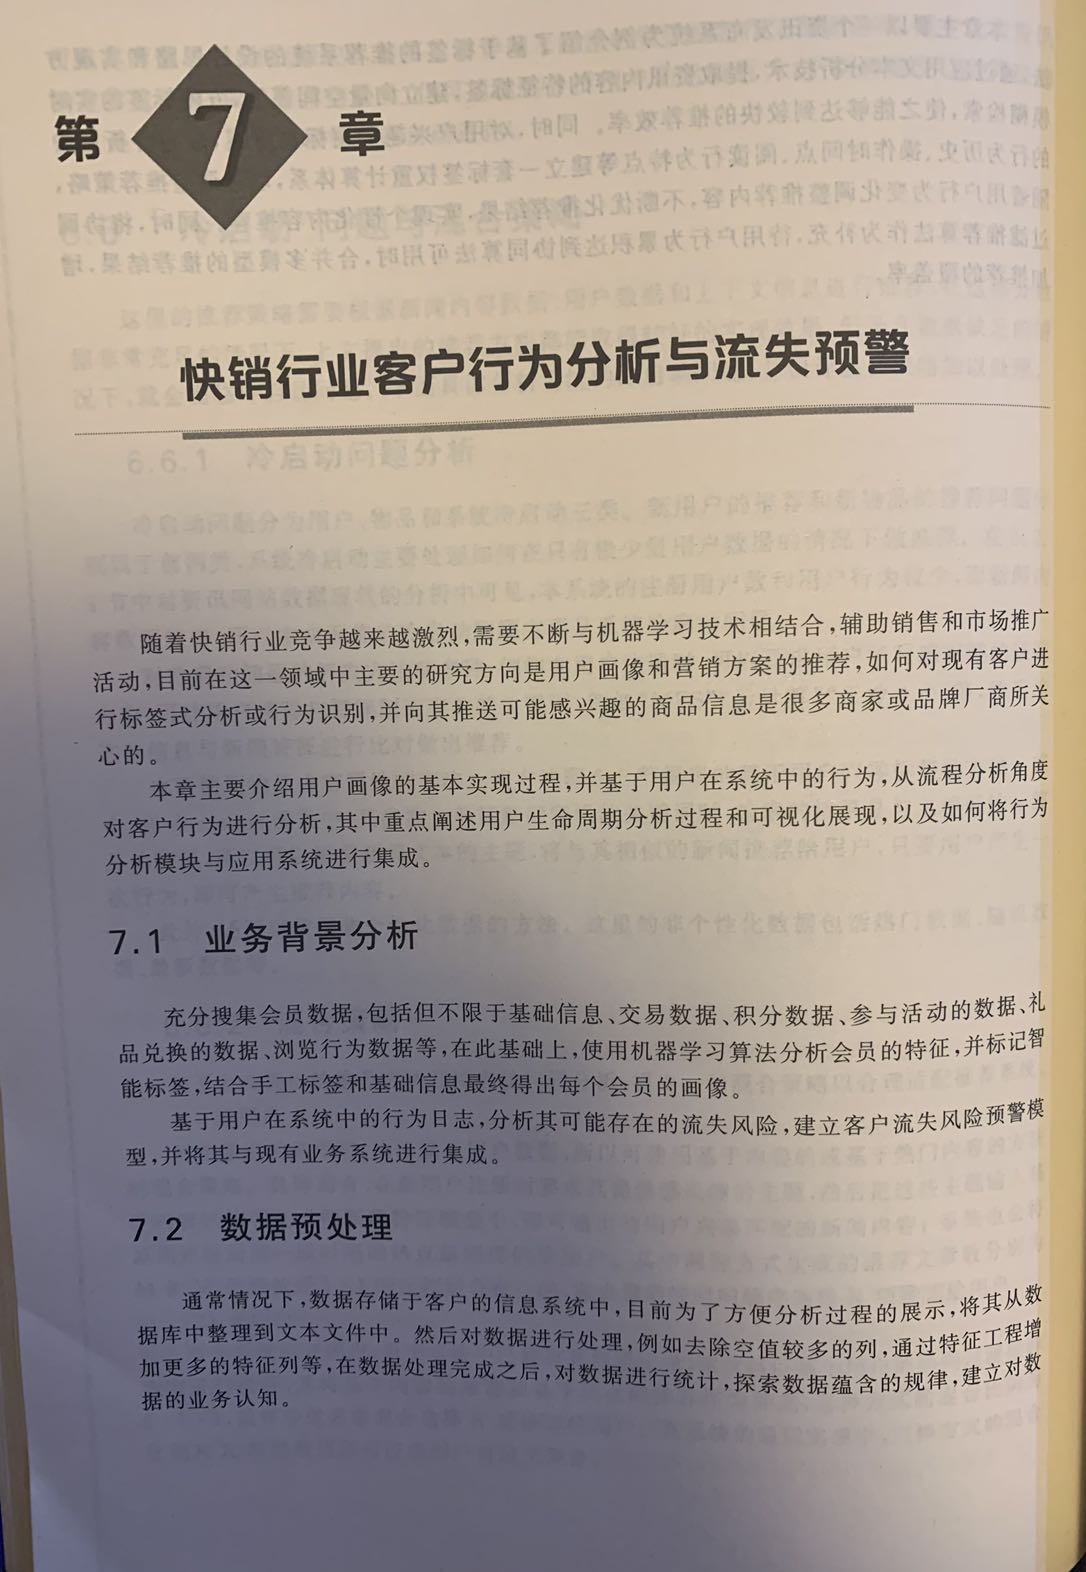 第7章
快销行业客户行为分析与流失预警
随着快销行业竞争越来越激烈,需要不断与机器学习技术相结合,辅助销售和市场推广
活动,目前在这一领域中主要的研究方向是用户画像和营销方案的推荐,如何对现有客户进
行标签式分析或行为识别,并向其推送可能感兴趣的商品信息是很多商家或品牌厂商所关
心的。
本章主要介绍用户画像的基本实现过程,并基于用户在系统中的行为,从流程分析角度
对客户行为进行分析,其中重点阐述用户生命周期分析过程和可视化展现,以及如何将行为
分析模块与应用系统进行集成。
7.1 业务背景分析
充分搜集会员数据,包括但不限于基础信息、交易数据、积分数据、参与活动的数据、礼
品兑换的数据、浏览行为数据等,在此基础上,使用机器学习算法分析会员的特征,并标记智
能标签,结合手工标签和基础信息最终得出每个会员的画像。
基于用户在系统中的行为日志,分析其可能存在的流失风险,建立客户流失风险预警模
型,并将其与现有业务系统进行集成。
7.2 数据预处理
通常情况下,数据存储于客户的信息系统中,目前为了方便分析过程的展示,将其从数
据库中整理到文本文件中。然后对数据进行处理,例如去除空值较多的列,通过特征工程增
加更多的特征列等,在数据处理完成之后,对数据进行统计,探索数据蕴含的规律,建立对数
据的业务认知。